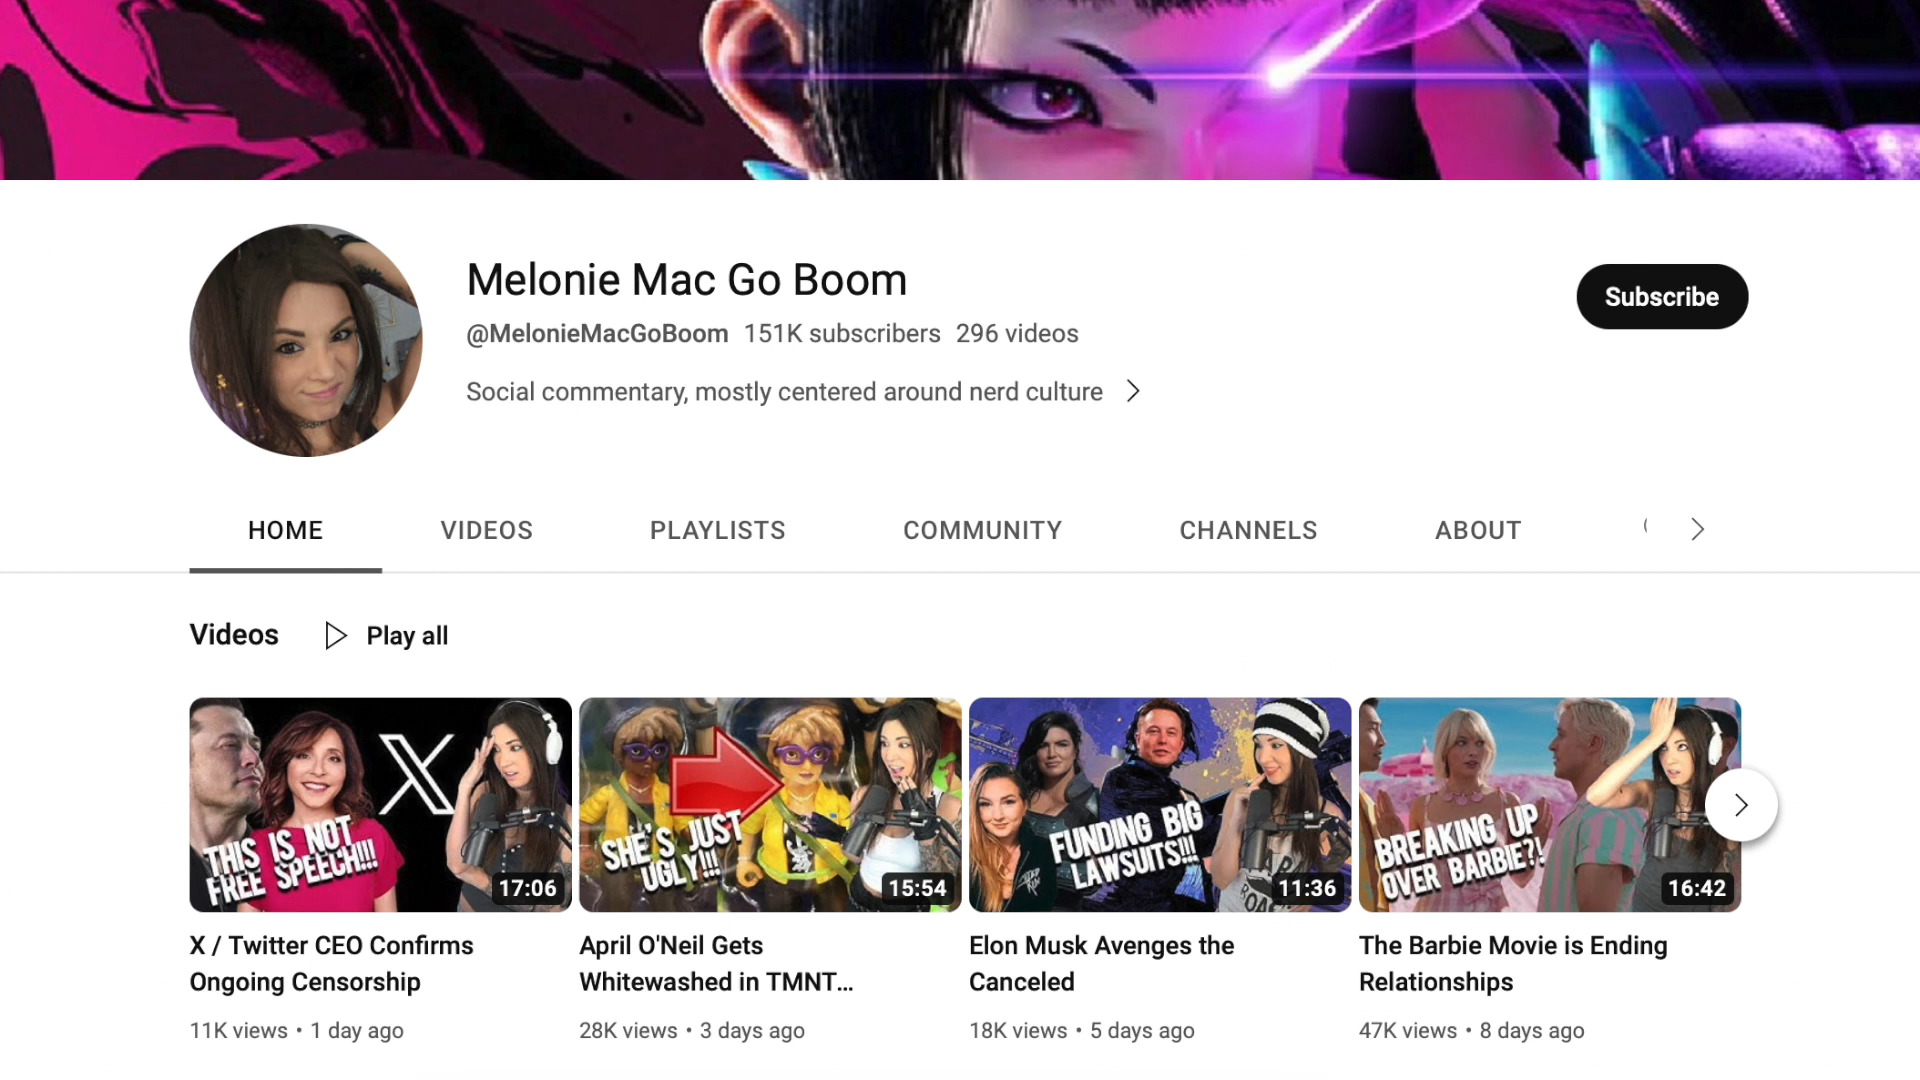 Melonie Mac Go Boom
Subscribe
@MelonieMacGoBoom 151K subscribers 296 videos
Social commentary, mostly centered around nerd culture
HOME VIDEOS PLAYLISTS COMMUNITY CHANNELS ABOUT
Videos Play all
X
THIS IS NOT
FREE SPEECH!!!
17:06
SHE'S JUST
UGLY!!!
15:54
FUNDING BIG
LAWSUITS!!!
11:36
BREAKING UP
OVER BARBIE?!
16:42
X / Twitter CEO Confirms
Ongoing Censorship
11K views • 1 day ago
April O'Neil Gets
Whitewashed in TMNT...
28K views • 3 days ago
Elon Musk Avenges the
Canceled
18K views • 5 days ago
The Barbie Movie is Ending
Relationships
47K views • 8 days ago